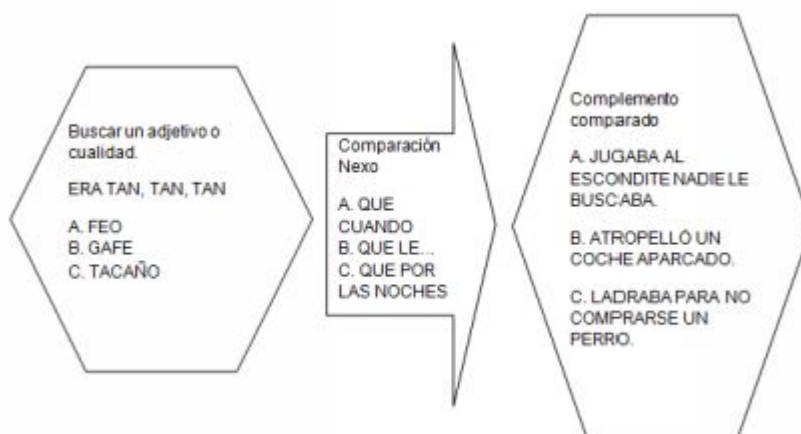 Buscar un adjetivo o
cualidad.
ERA TAN, TAN, TAN
A. FEO
B. GAFE
C. TACAÑO
Comparación
Nexo
A. QUE
CUANDO
B. QUE LE...
C. QUE POR
LAS NOCHES
Complemento
comparado
A. JUGABA AL
ESCONDITE NADIE LE
BUSCABA.
B. ATROPELLÓ UN
COCHE APARCADO.
C. LADRABA PARA NO
COMPRARSE UN
PERRO.